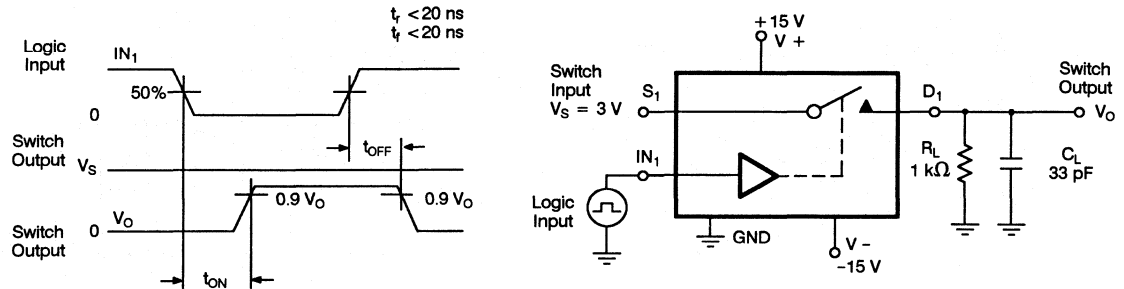 tr < 20 ns
tf < 20 ns
Logic
Input
IN1
50%
0
Switch
Output
VS
tOFF
0.9 VO
0.9 VO
VO
0
Switch
Output
tON
+ 15 V
V +
Switch
Input
VS = 3 V
S1
D1
Switch
Output
VO
IN1
RL
1 kΩ
CL
33 pF
Logic
Input
GND
V –
–15 V